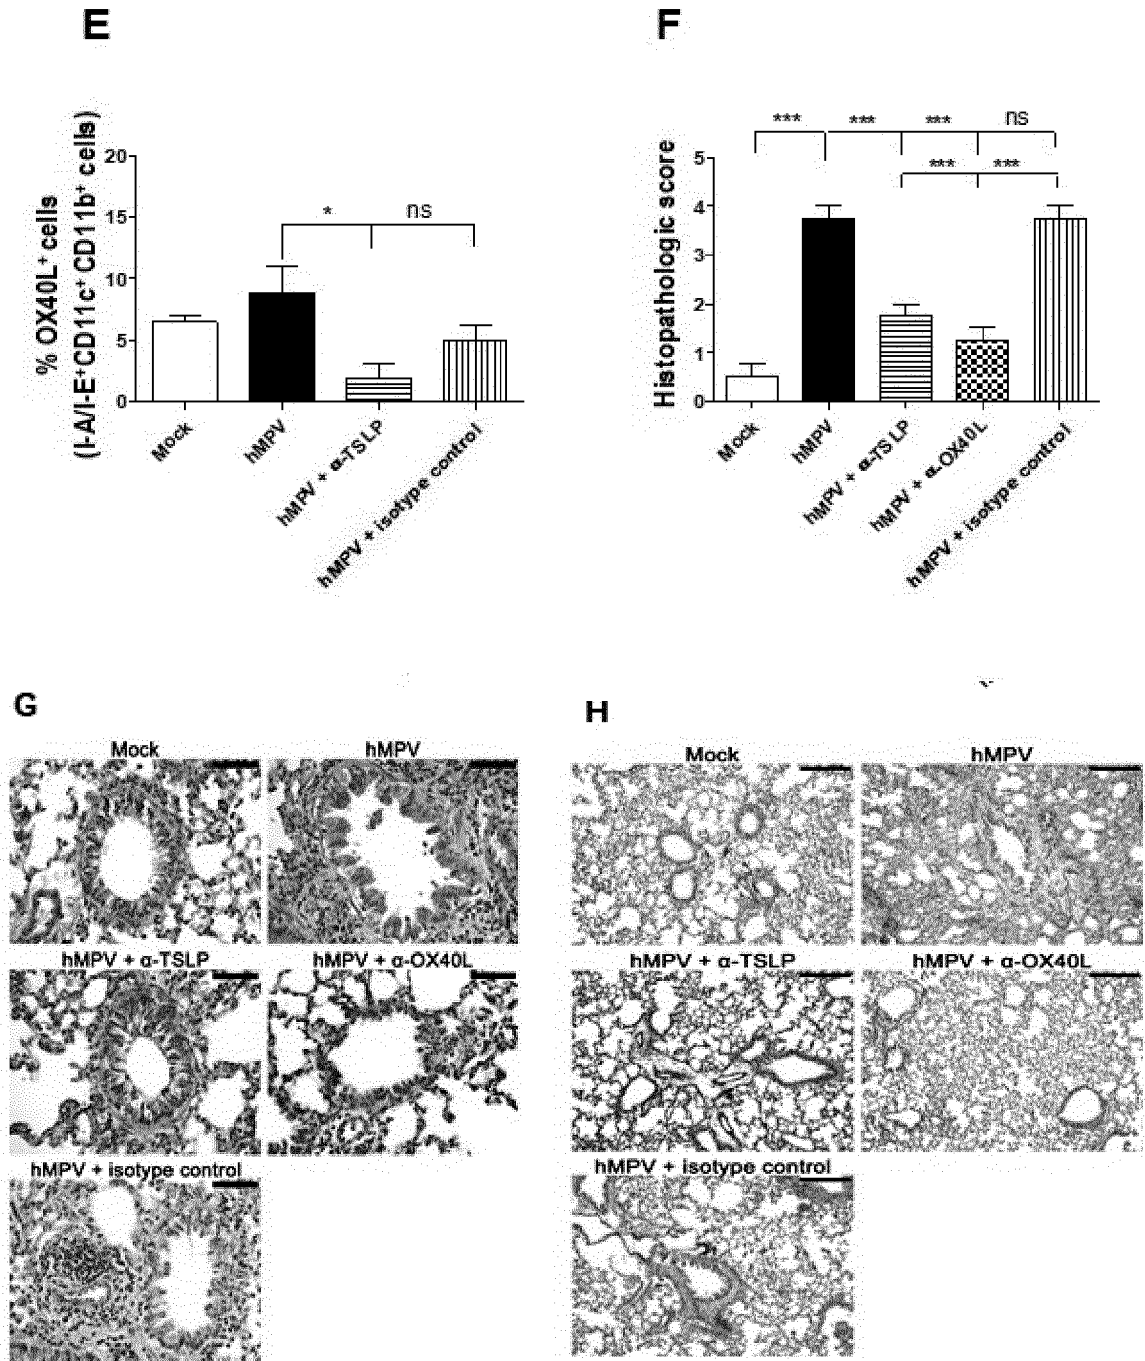 E
% OX40L+ cells
(I-A/I-E+CD11c+ CD11b+ cells)
20
15
10
5
0
*
ns
Mock
hMPV
hMPV + α-TSLP
hMPV + isotype control
F
Histopathologic score
5
4
3
2
1
0
***
***
***
ns
***
***
Mock
hMPV
hMPV + α-TSLP
hMPV + α-OX40L
hMPV + isotype control
G
Mock
hMPV
hMPV + α-TSLP
hMPV + α-OX40L
hMPV + isotype control
H
Mock
hMPV
hMPV + α-TSLP
hMPV + α-OX40L
hMPV + isotype control